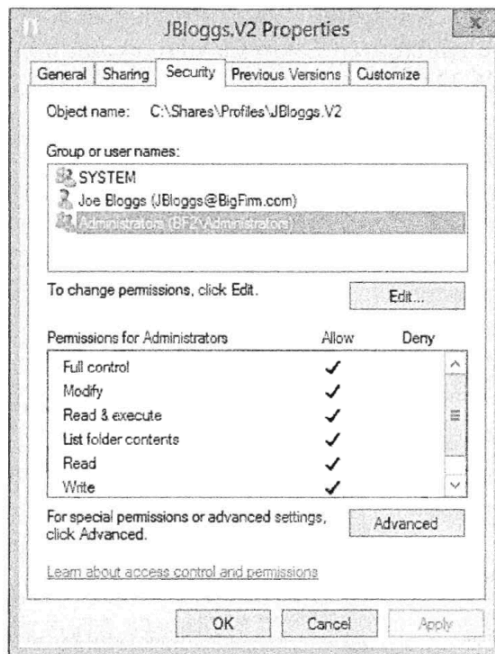 JBloggs.V2 Properties
x
General Sharing Security Previous Versions Customize
Object name: C:\Shares\Profiles\JBloggs.V2
Group or user names:
SYSTEM
Joe Bloggs (JBloggs@BigFirm.com)
Administrators (BF2\Administrators)
To change permissions, click Edit.
Edit...
Permissions for Administrators Allow Deny
Full control
Modify
Read & execute
List folder contents
Read
Write
For special permissions or advanced settings,
click Advanced.
Advanced
Learn about access control and permissions
OK Cancel Apply